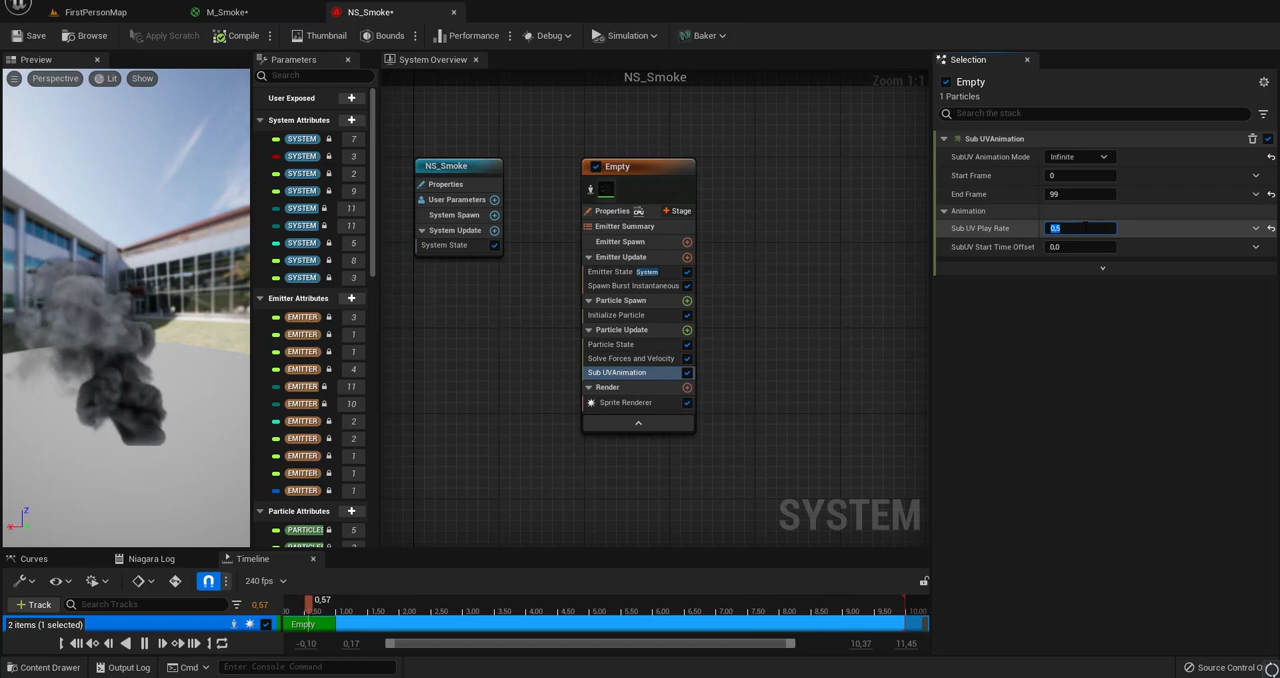 FirstPersonMap
M_Smoke*
NS_Smoke*
Save
Browse
Apply Scratch
Compile
Thumbnail
Bounds
Performance
Debug
Simulation
Baker
Preview
Perspective
Lit
Show
Z
X
Parameters
Search
User Exposed
System Attributes
SYSTEM 7
SYSTEM 3
SYSTEM 2
SYSTEM 9
SYSTEM 11
SYSTEM 11
SYSTEM 5
SYSTEM 8
SYSTEM 3
Emitter Attributes
EMITTER 3
EMITTER 1
EMITTER 1
EMITTER 4
EMITTER 11
EMITTER 10
EMITTER 2
EMITTER 2
EMITTER 1
EMITTER 1
EMITTER 1
Particle Attributes
PARTICLES 5
System Overview
NS_Smoke
Zoom 1:1
NS_Smoke
Properties
User Parameters
System Spawn
System Update
System State
Empty
Properties
CPU
Stage
Emitter Summary
Emitter Spawn
Emitter Update
Emitter State System
Spawn Burst Instantaneous
Particle Spawn
Initialize Particle
Particle Update
Particle State
Solve Forces and Velocity
Sub UVAnimation
Render
Sprite Renderer
SYSTEM
Selection
Empty
1 Particles
Search the stack
Sub UVAnimation
SubUV Animation Mode Infinite
Start Frame 0
End Frame 99
Animation
Sub UV Play Rate 0,5
SubUV Start Time Offset 0,0
Curves
Niagara Log
Timeline
240 fps
Track
Search Tracks
0,57
0,57
1,00 1,50 2,00 2,50 3,00 3,50 4,00 4,50 5,00 5,50 6,00 6,50 7,00 7,50 8,00 8,50 9,00 9,50 10,00
2 items (1 selected)
Empty
-0,10
0,17
10,37
11,45
Content Drawer
Output Log
Cmd
Enter Console Command
Source Control O